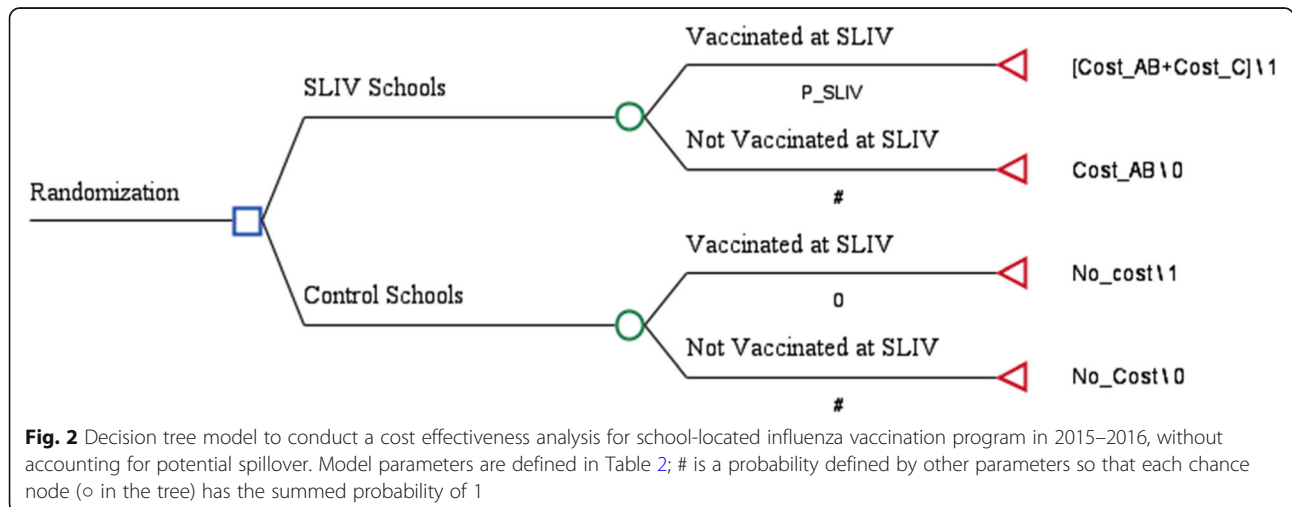 Vaccinated at SLIV
[Cost_AB+Cost_C]\1
P_SLIV
SLIV Schools
Not Vaccinated at SLIV
Cost_AB\0
#
Randomization
Vaccinated at SLIV
No_cost\1
0
Control Schools
Not Vaccinated at SLIV
No_Cost\0
#
Fig. 2 Decision tree model to conduct a cost effectiveness analysis for school-located influenza vaccination program in 2015–2016, without
accounting for potential spillover. Model parameters are defined in Table 2; # is a probability defined by other parameters so that each chance
node (○ in the tree) has the summed probability of 1